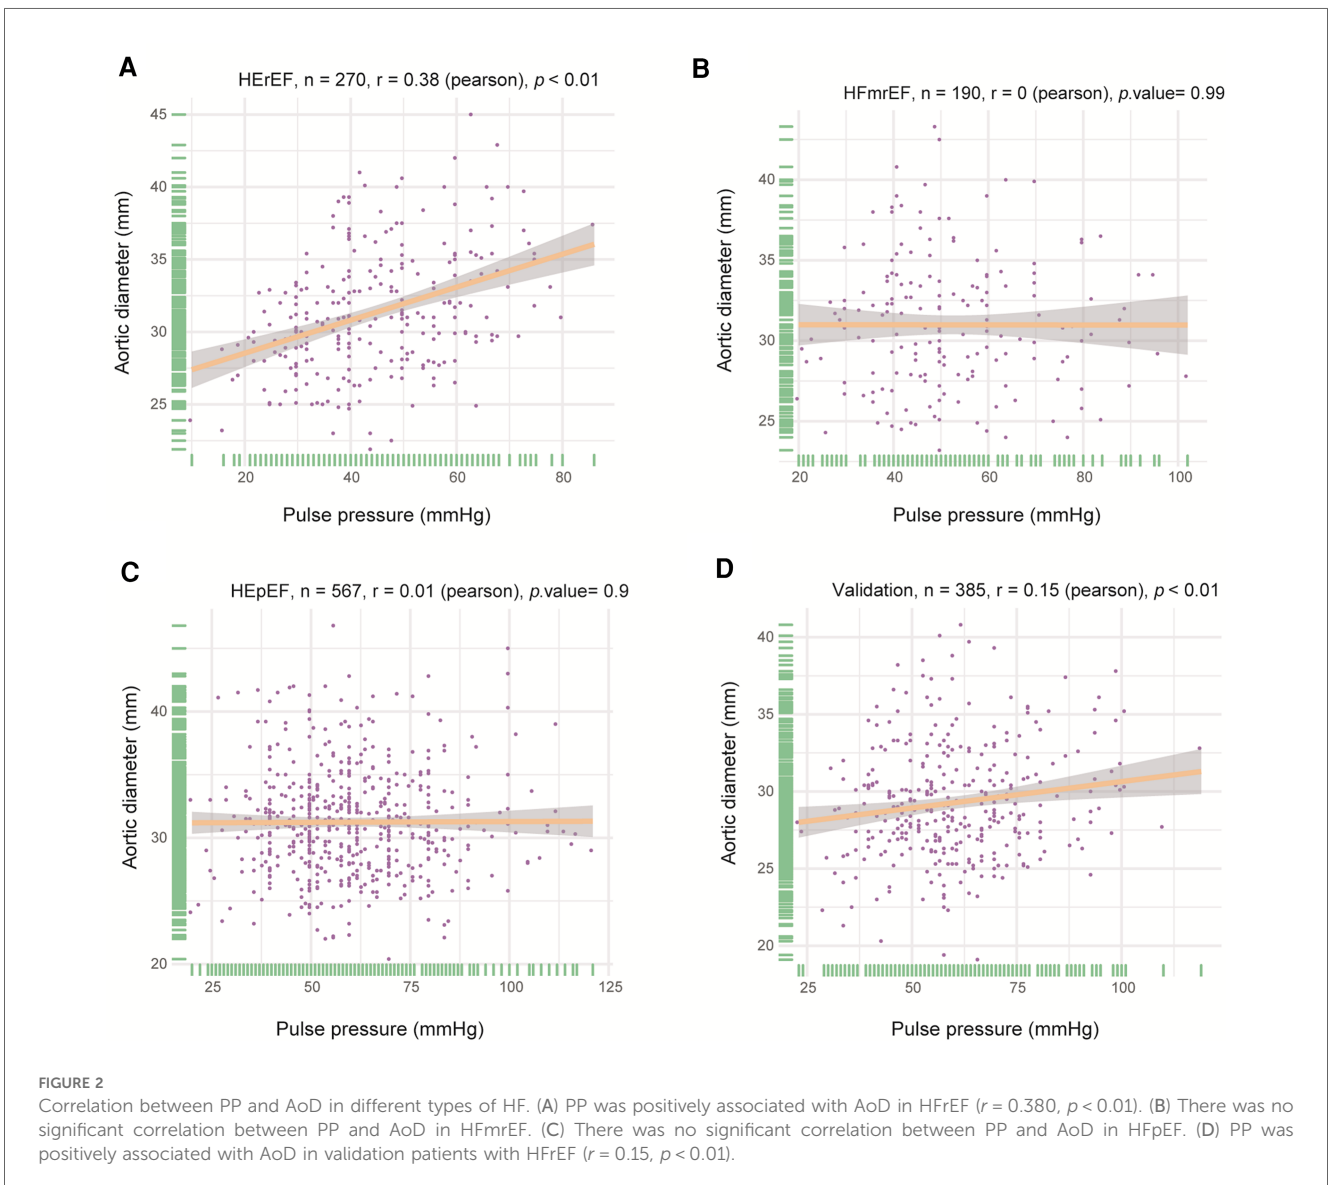 A
HErEF, n = 270, r = 0.38 (pearson), p < 0.01
45
40
35
30
25
Aortic diameter (mm)
20
40
60
80
Pulse pressure (mmHg)
B
HFmrEF, n = 190, r = 0 (pearson), p.value= 0.99
40
35
30
25
Aortic diameter (mm)
20
40
60
80
100
Pulse pressure (mmHg)
C
HEpEF, n = 567, r = 0.01 (pearson), p.value= 0.9
40
30
20
Aortic diameter (mm)
25
50
75
100
125
Pulse pressure (mmHg)
D
Validation, n = 385, r = 0.15 (pearson), p < 0.01
40
35
30
25
20
Aortic diameter (mm)
25
50
75
100
Pulse pressure (mmHg)
FIGURE 2
Correlation between PP and AoD in different types of HF. (A) PP was positively associated with AoD in HFrEF (r = 0.380, p < 0.01). (B) There was no
significant correlation between PP and AoD in HFmrEF. (C) There was no significant correlation between PP and AoD in HFpEF. (D) PP was
positively associated with AoD in validation patients with HFrEF (r = 0.15, p < 0.01).